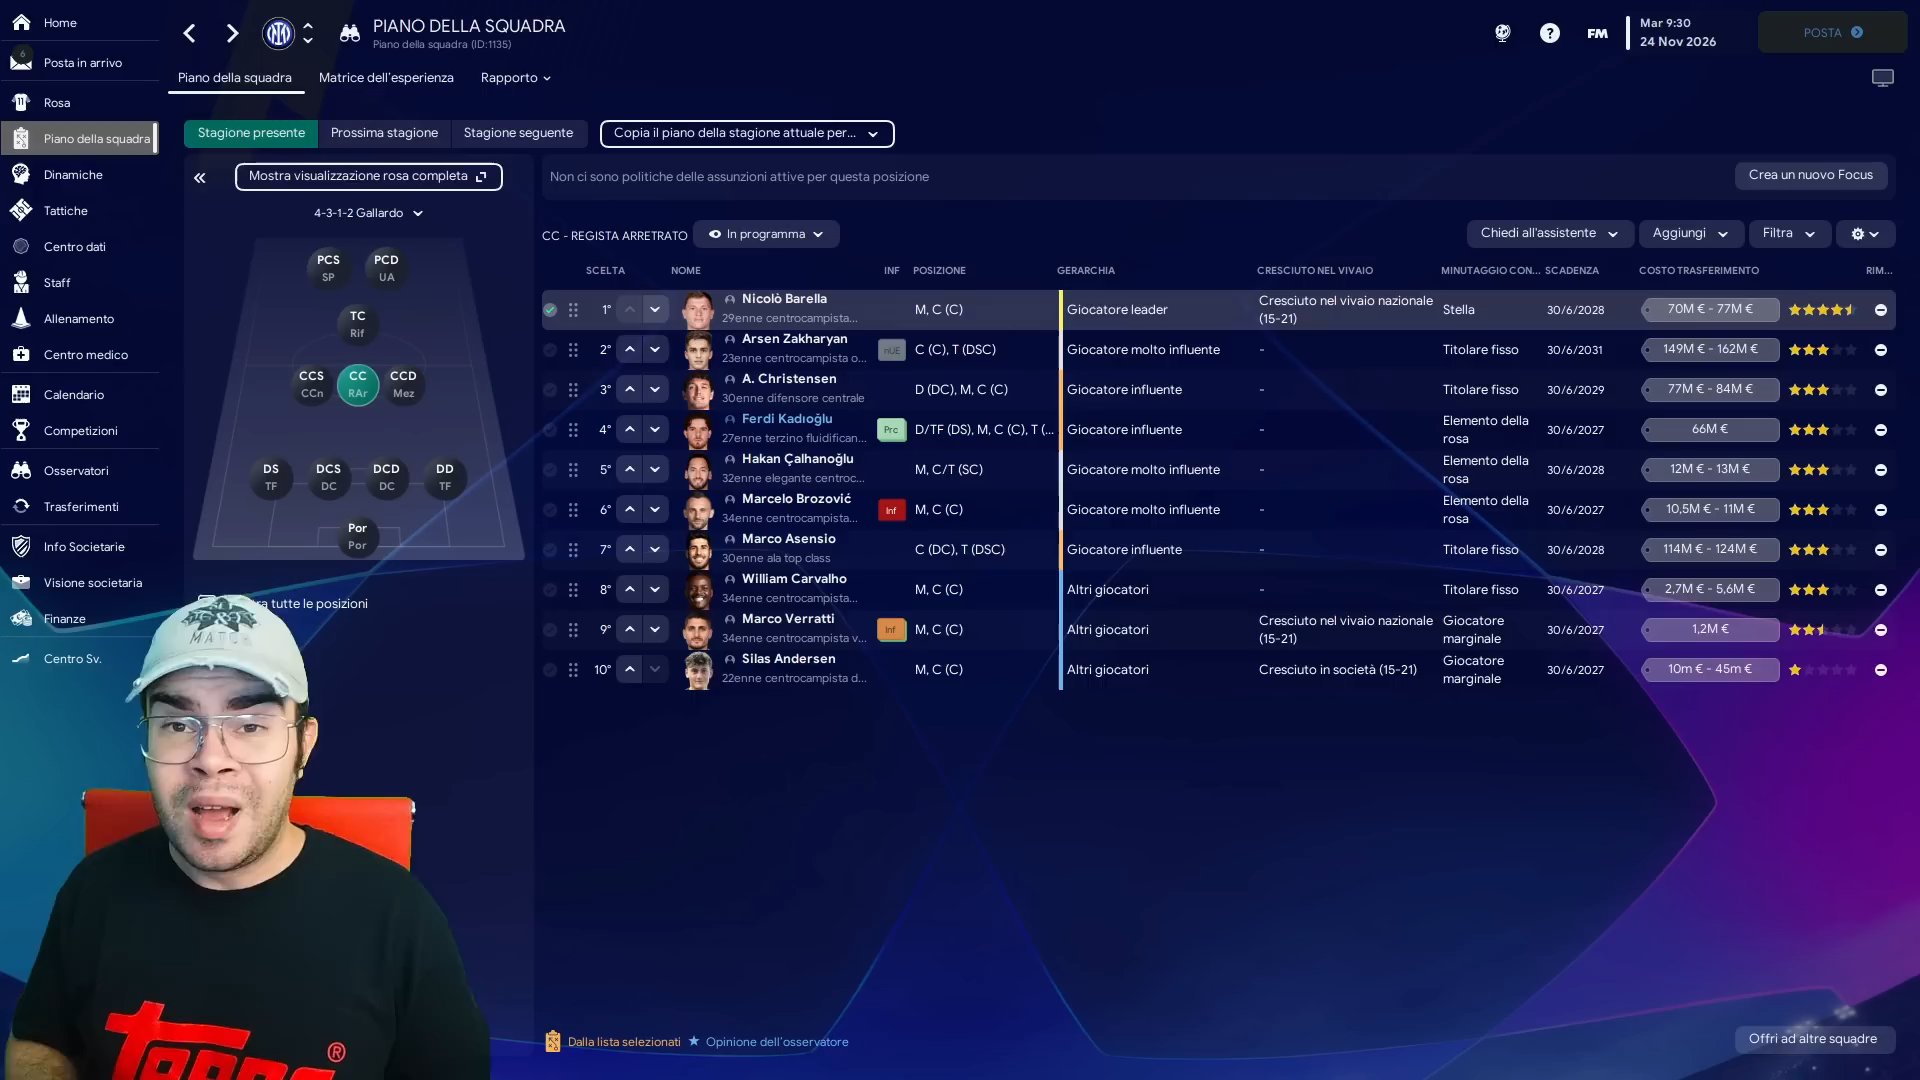 Home
Posta in arrivo
6
Rosa
Piano della squadra
Dinamiche
Tattiche
Centro dati
Staff
Allenamento
Centro medico
Calendario
Competizioni
Osservatori
Trasferimenti
Info Societarie
Visione societaria
Finanze
Centro Sv.
PIANO DELLA SQUADRA
Piano della squadra (ID:1135)
FM
Mar 9:30
24 Nov 2026
POSTA
Piano della squadra Matrice dell'esperienza Rapporto
Stagione presente Prossima stagione Stagione seguente Copia il piano della stagione attuale per...
Mostra visualizzazione rosa completa
4-3-1-2 Gallardo
PCS PCD
SP UA
TC
Rif
CCS CC CCD
CCn RAr Mez
DS DCS DCD DD
TF DC DC TF
Por
Por
tutte le posizioni
Non ci sono politiche delle assunzioni attive per questa posizione
Crea un nuovo Focus
CC - REGISTA ARRETRATO In programma
Chiedi all'assistente Aggiungi Filtra
SCELTA NOME INF POSIZIONE GERARCHIA CRESCIUTO NEL VIVAIO MINUTAGGIO CON... SCADENZA COSTO TRASFERIMENTO RIM...
1° Nicolò Barella 29enne centrocampista... M, C (C) Giocatore leader Cresciuto nel vivaio nazionale (15-21) Stella 30/6/2028 70M € - 77M €
2° Arsen Zakharyan 23enne centrocampista o... nUE C (C), T (DSC) Giocatore molto influente - Titolare fisso 30/6/2031 149M € - 162M €
3° A. Christensen 30enne difensore centrale D (DC), M, C (C) Giocatore influente - Titolare fisso 30/6/2029 77M € - 84M €
4° Ferdi Kadıoğlu 27enne terzino fluidifican... Prc D/TF (DS), M, C (C), T (... Giocatore influente - Elemento della rosa 30/6/2027 66M €
5° Hakan Çalhanoğlu 32enne elegante centroc... M, C/T (SC) Giocatore molto influente - Elemento della rosa 30/6/2028 12M € - 13M €
6° Marcelo Brozović 34enne centrocampista... Inf M, C (C) Giocatore molto influente - Elemento della rosa 30/6/2027 10,5M € - 11M €
7° Marco Asensio 30enne ala top class C (DC), T (DSC) Giocatore influente - Titolare fisso 30/6/2028 114M € - 124M €
8° William Carvalho 34enne centrocampista... M, C (C) Altri giocatori - Titolare fisso 30/6/2027 2,7M € - 5,6M €
9° Marco Verratti 34enne centrocampista v... Inf M, C (C) Altri giocatori Cresciuto nel vivaio nazionale (15-21) Giocatore marginale 30/6/2027 1,2M €
10° Silas Andersen 22enne centrocampista d... M, C (C) Altri giocatori Cresciuto in società (15-21) Giocatore marginale 30/6/2027 10m € - 45m €
MATCH
®
Dalla lista selezionati Opinione dell'osservatore
Offri ad altre squadre